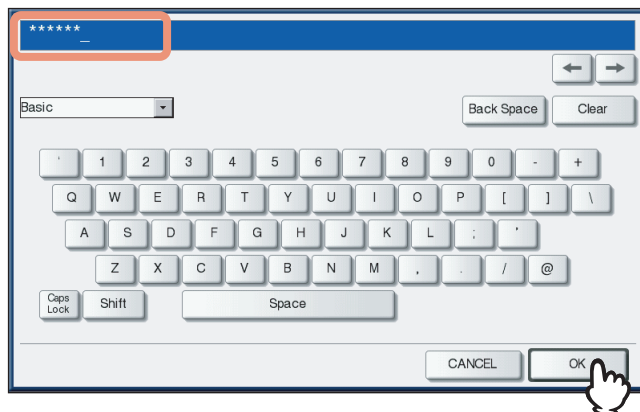 ******_
← →
Basic Back Space Clear
' 1 2 3 4 5 6 7 8 9 0 - +
Q W E R T Y U I O P [ ] \
A S D F G H J K L ; '
Z X C V B N M , . / @
Caps Lock Shift Space
CANCEL OK